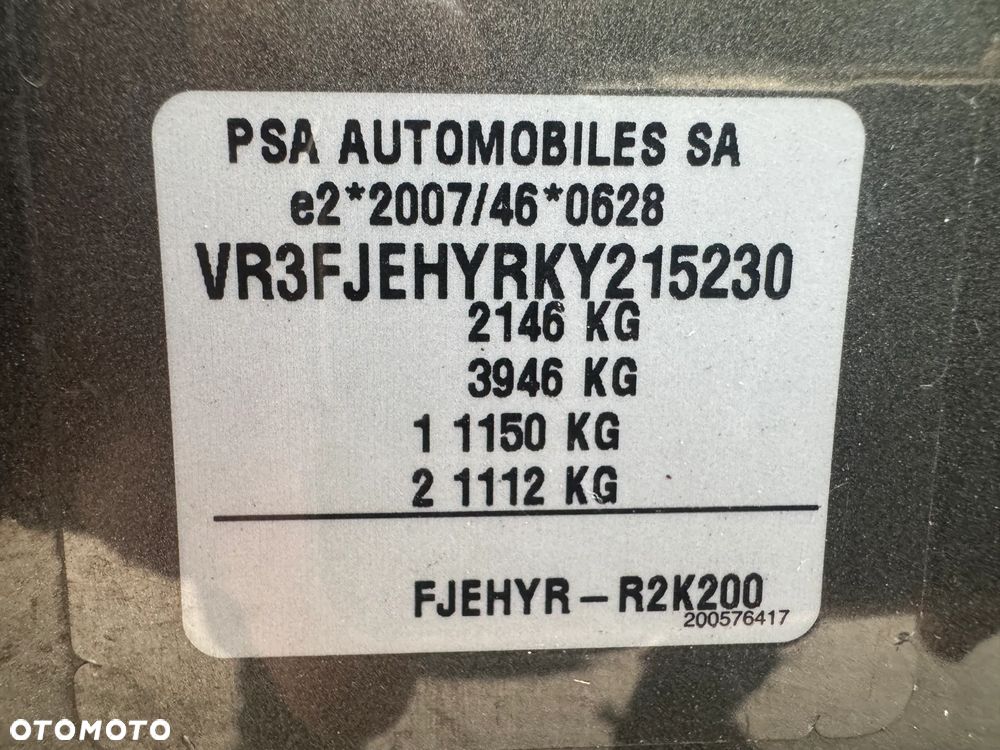 PSA AUTOMOBILES SA
e2*2007/46*0628
VR3FJEHYRKY215230
2146 KG
3946 KG
1 1150 KG
2 1112 KG
FJEHYR – R2K200
200576417
OTOMOTO